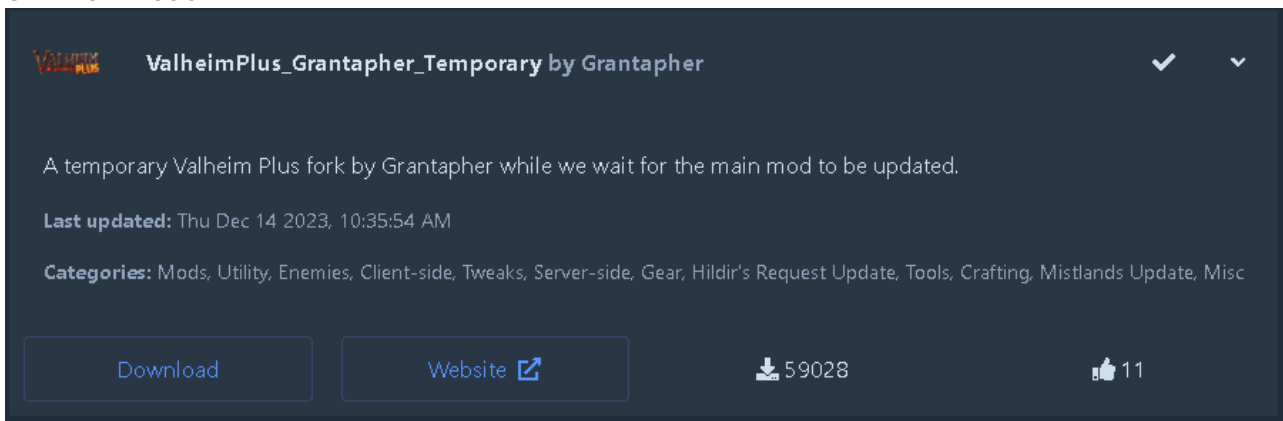 VALHEIM
PLUS
ValheimPlus_Grantapher_Temporary by Grantapher
A temporary Valheim Plus fork by Grantapher while we wait for the main mod to be updated.
Last updated: Thu Dec 14 2023, 10:35:54 AM
Categories: Mods, Utility, Enemies, Client-side, Tweaks, Server-side, Gear, Hildir's Request Update, Tools, Crafting, Mistlands Update, Misc
Download Website 59028 11